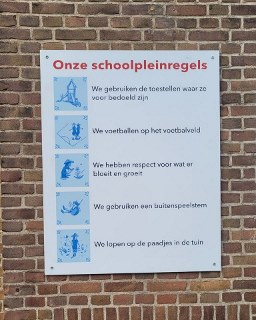 Onze schoolpleinregels
We gebruiken de toestellen waar ze
voor bedoeld zijn
We voetballen op het voetbalveld
We hebben respect voor wat er
bloeit en groeit
We gebruiken een buitenspeelstem
We lopen op de paadjes in de tuin